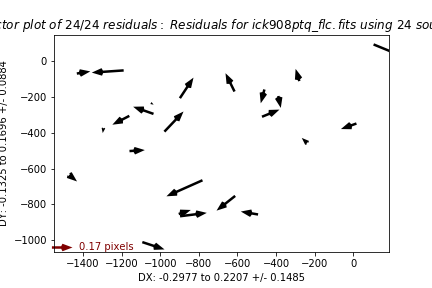 ctor plot of 24/24 residuals : Residuals for ick908ptq_flc.fits using 24 sou
0
−200
−400
−600
−800
−1000
DY: -0.1325 to 0.1696 +/- 0.0884
0.17 pixels
−1400 −1200 −1000 −800 −600 −400 −200 0
DX: -0.2977 to 0.2207 +/- 0.1485